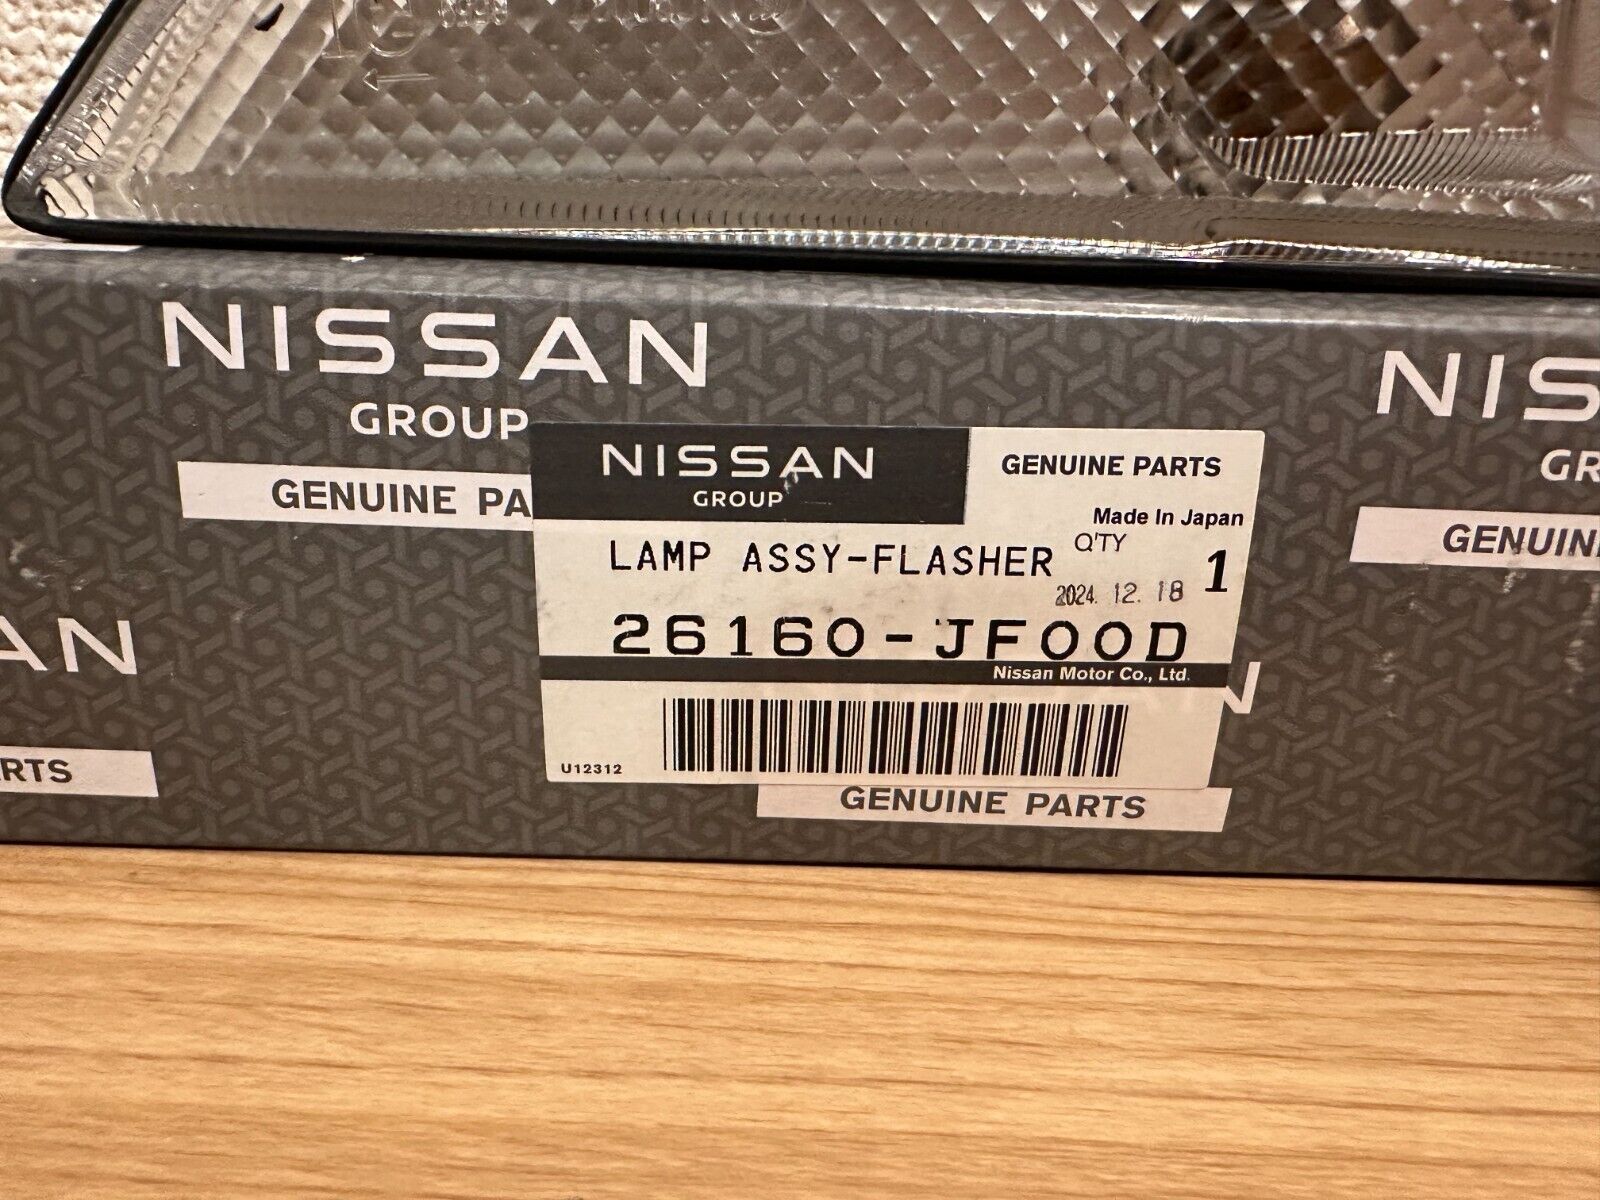 NISSAN
GROUP
GENUINE PA
NIS
GR
GENUIN
AN
RTS
NISSAN
GROUP
GENUINE PARTS
Made In Japan
LAMP ASSY-FLASHER
Q'TY
1
2024. 12. 18
26160-JF00D
Nissan Motor Co., Ltd.
U12312
N
GENUINE PARTS